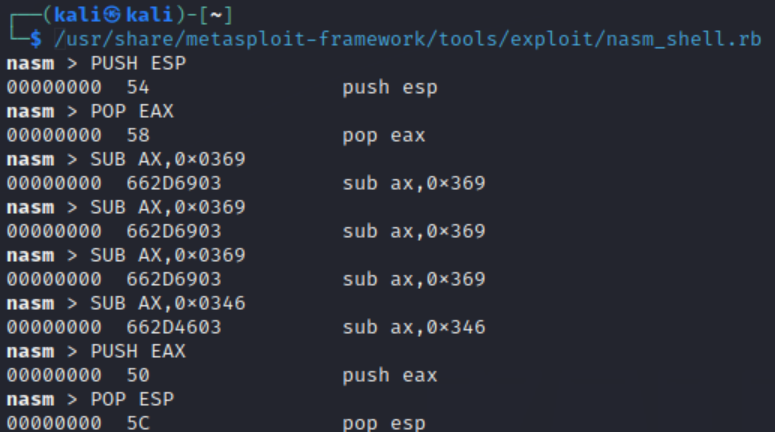 ┌──(kali㉿kali)-[~]
└─$ /usr/share/metasploit-framework/tools/exploit/nasm_shell.rb
nasm > PUSH ESP
00000000  54                push esp
nasm > POP EAX
00000000  58                pop eax
nasm > SUB AX,0×0369
00000000  662D6903          sub ax,0×369
nasm > SUB AX,0×0369
00000000  662D6903          sub ax,0×369
nasm > SUB AX,0×0369
00000000  662D6903          sub ax,0×369
nasm > SUB AX,0×0346
00000000  662D4603          sub ax,0×346
nasm > PUSH EAX
00000000  50                push eax
nasm > POP ESP
00000000  5C                pop esp